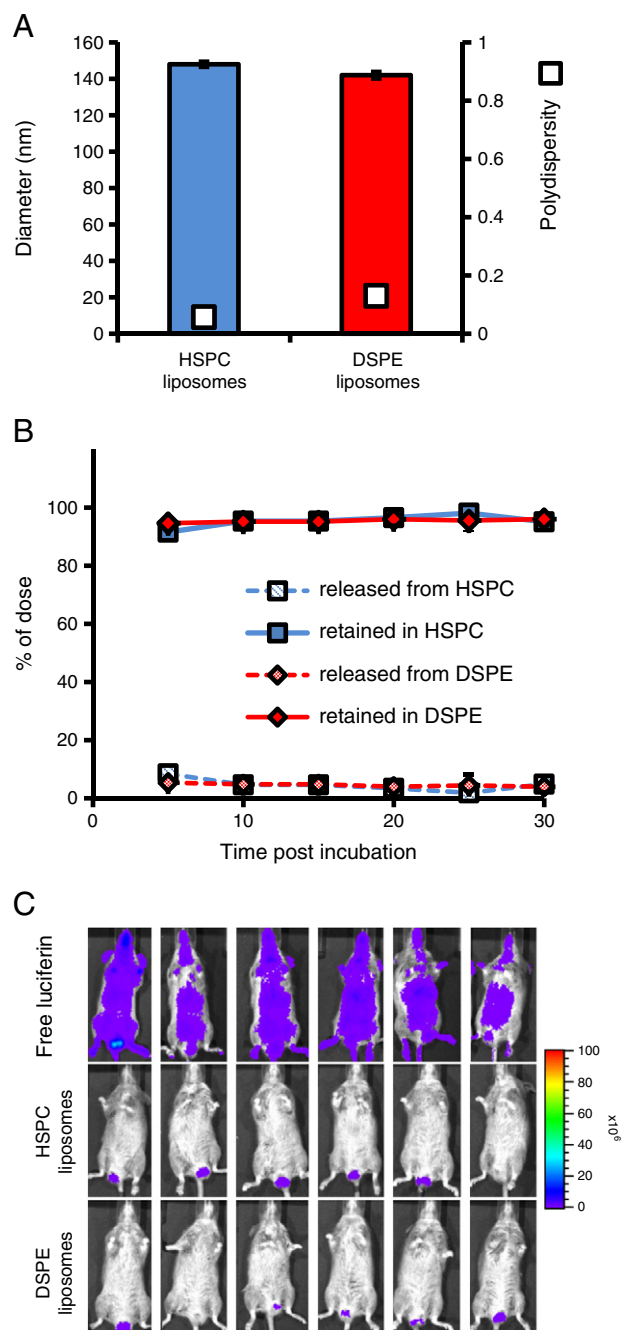 A
160
140
120
100
80
60
40
20
0
Diameter (nm)
1
0.8
0.6
0.4
0.2
0
Polydispersity
HSPC
liposomes
DSPE
liposomes
B
100
80
60
40
20
0
% of dose
released from HSPC
retained in HSPC
released from DSPE
retained in DSPE
0
10
20
30
Time post incubation
C
Free luciferin
HSPC
liposomes
DSPE
liposomes
100
80
60
40
20
0
x10⁶